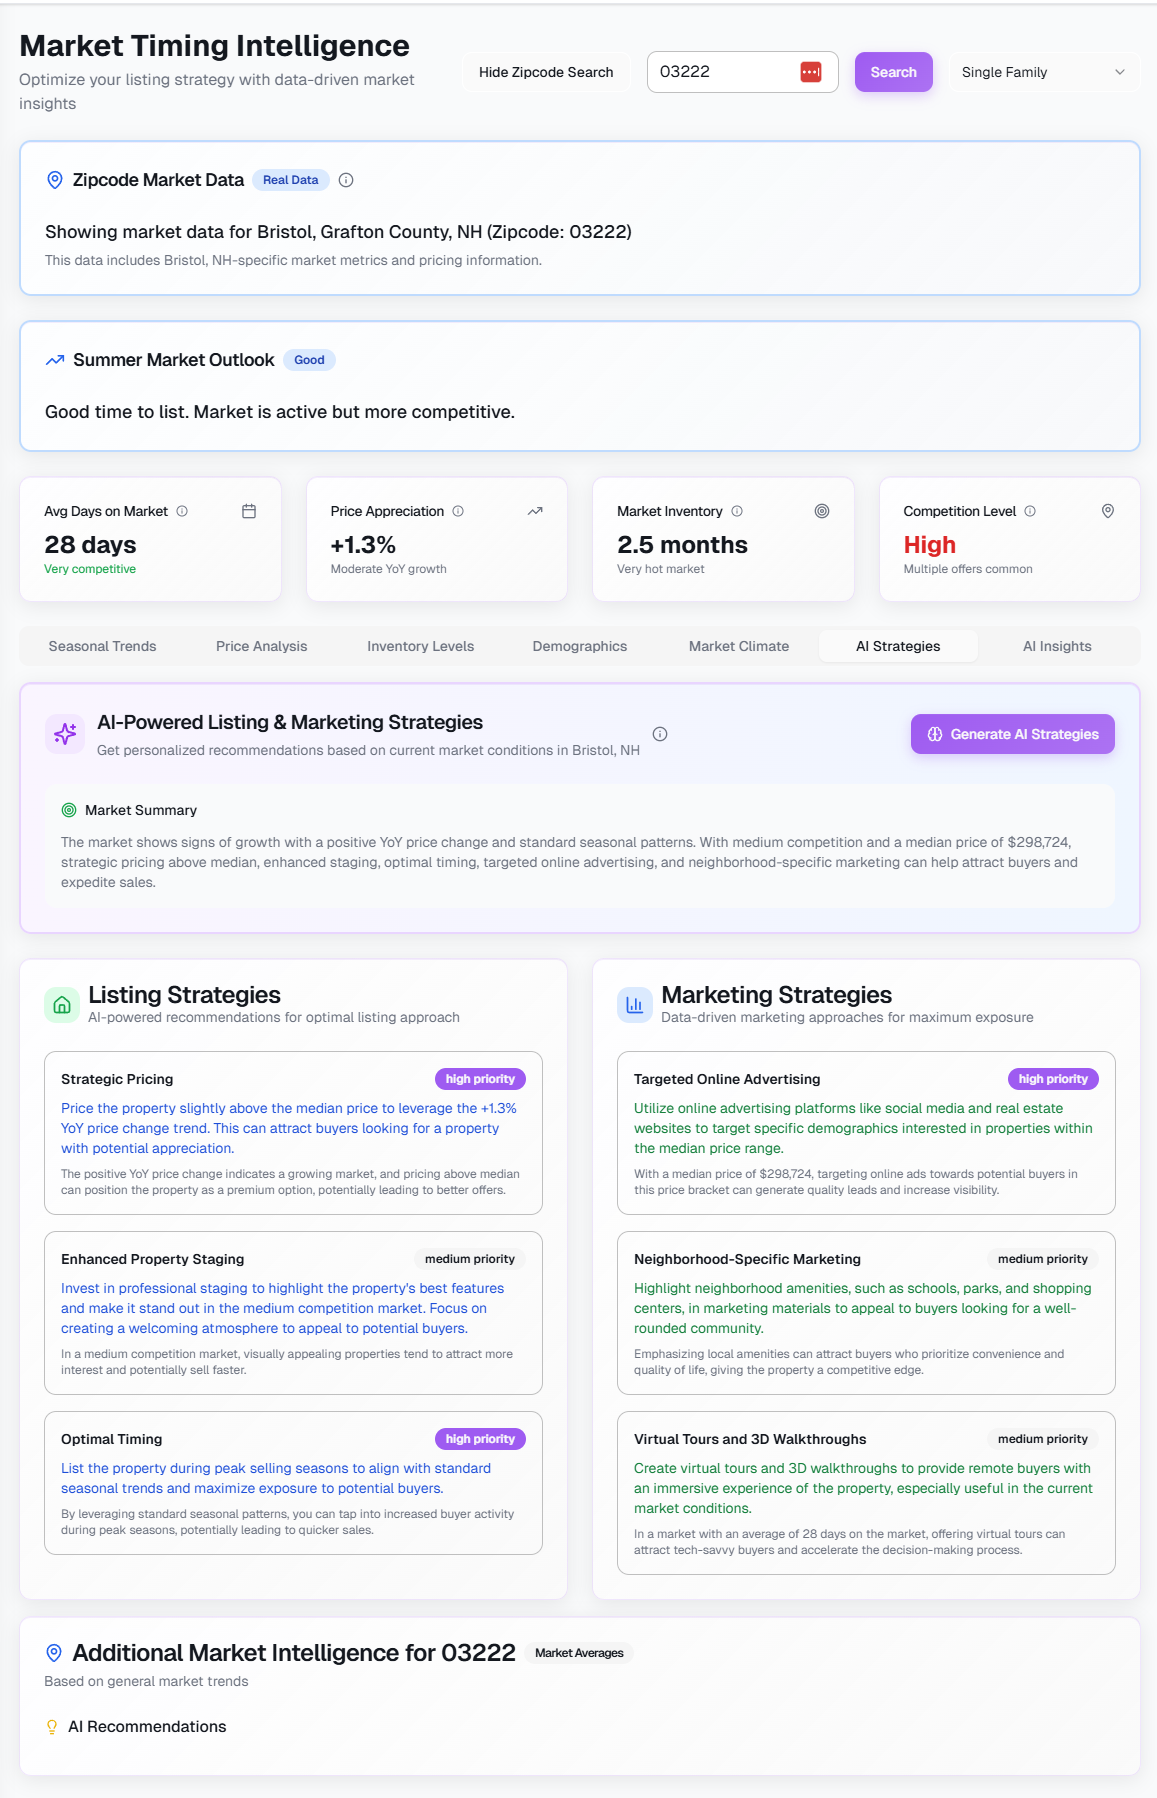 Market Timing Intelligence
Optimize your listing strategy with data-driven market
insights
Hide Zipcode Search
03222
Search
Single Family
Zipcode Market Data
Real Data
Showing market data for Bristol, Grafton County, NH (Zipcode: 03222)
This data includes Bristol, NH-specific market metrics and pricing information.
Summer Market Outlook
Good
Good time to list. Market is active but more competitive.
Avg Days on Market
28 days
Very competitive
Price Appreciation
+1.3%
Moderate YoY growth
Market Inventory
2.5 months
Very hot market
Competition Level
High
Multiple offers common
Seasonal Trends
Price Analysis
Inventory Levels
Demographics
Market Climate
AI Strategies
AI Insights
AI-Powered Listing & Marketing Strategies
Get personalized recommendations based on current market conditions in Bristol, NH
Generate AI Strategies
Market Summary
The market shows signs of growth with a positive YoY price change and standard seasonal patterns. With medium competition and a median price of $298,724,
strategic pricing above median, enhanced staging, optimal timing, targeted online advertising, and neighborhood-specific marketing can help attract buyers and
expedite sales.
Listing Strategies
AI-powered recommendations for optimal listing approach
Strategic Pricing
high priority
Price the property slightly above the median price to leverage the +1.3%
YoY price change trend. This can attract buyers looking for a property
with potential appreciation.
The positive YoY price change indicates a growing market, and pricing above median
can position the property as a premium option, potentially leading to better offers.
Enhanced Property Staging
medium priority
Invest in professional staging to highlight the property's best features
and make it stand out in the medium competition market. Focus on
creating a welcoming atmosphere to appeal to potential buyers.
In a medium competition market, visually appealing properties tend to attract more
interest and potentially sell faster.
Optimal Timing
high priority
List the property during peak selling seasons to align with standard
seasonal trends and maximize exposure to potential buyers.
By leveraging standard seasonal patterns, you can tap into increased buyer activity
during peak seasons, potentially leading to quicker sales.
Marketing Strategies
Data-driven marketing approaches for maximum exposure
Targeted Online Advertising
high priority
Utilize online advertising platforms like social media and real estate
websites to target specific demographics interested in properties within
the median price range.
With a median price of $298,724, targeting online ads towards potential buyers in
this price bracket can generate quality leads and increase visibility.
Neighborhood-Specific Marketing
medium priority
Highlight neighborhood amenities, such as schools, parks, and shopping
centers, in marketing materials to appeal to buyers looking for a well-
rounded community.
Emphasizing local amenities can attract buyers who prioritize convenience and
quality of life, giving the property a competitive edge.
Virtual Tours and 3D Walkthroughs
medium priority
Create virtual tours and 3D walkthroughs to provide remote buyers with
an immersive experience of the property, especially useful in the current
market conditions.
In a market with an average of 28 days on the market, offering virtual tours can
attract tech-savvy buyers and accelerate the decision-making process.
Additional Market Intelligence for 03222
Market Averages
Based on general market trends
AI Recommendations